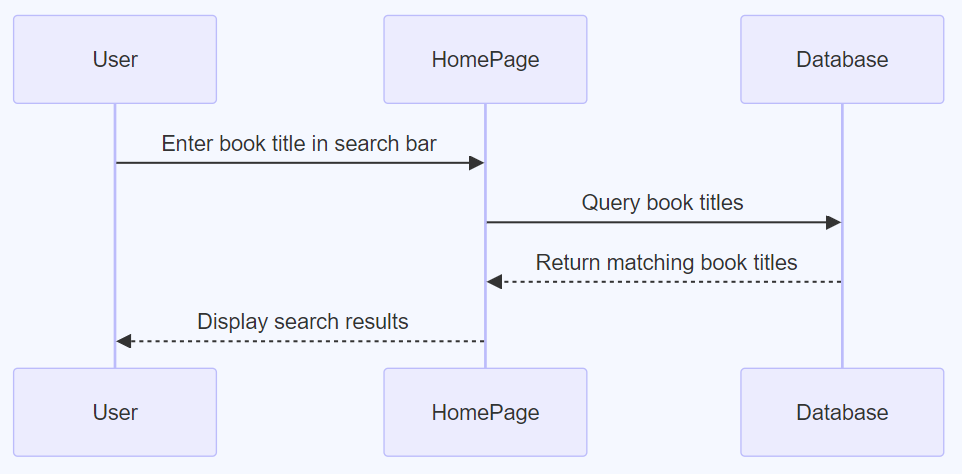 User
HomePage
Database
Enter book title in search bar
Query book titles
Return matching book titles
Display search results
User
HomePage
Database